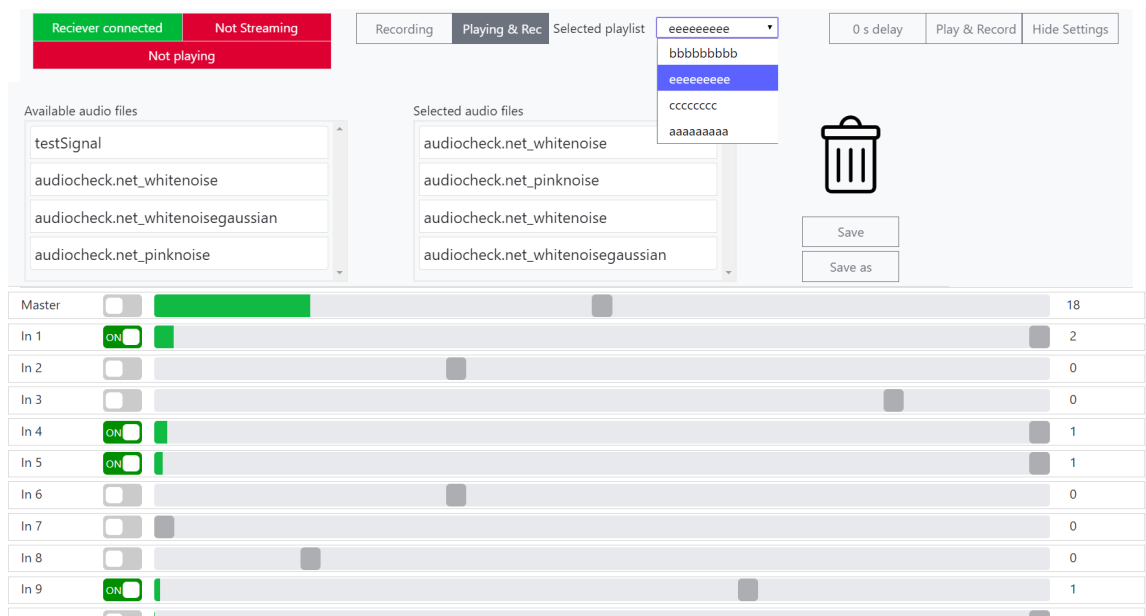 Reciever connected Not Streaming Recording Playing & Rec Selected playlist eeeeeeeee 0 s delay Play & Record Hide Settings
Not playing
bbbbbbbbb
eeeeeeeee
cccccccc
aaaaaaaaa
Available audio files Selected audio files
testSignal audiocheck.net_whitenoise
audiocheck.net_whitenoise audiocheck.net_pinknoise
audiocheck.net_whitenoisegaussian audiocheck.net_whitenoise
audiocheck.net_pinknoise audiocheck.net_whitenoisegaussian
Save
Save as
Master 18
In 1 ON 2
In 2 0
In 3 0
In 4 ON 1
In 5 ON 1
In 6 0
In 7 0
In 8 0
In 9 ON 1